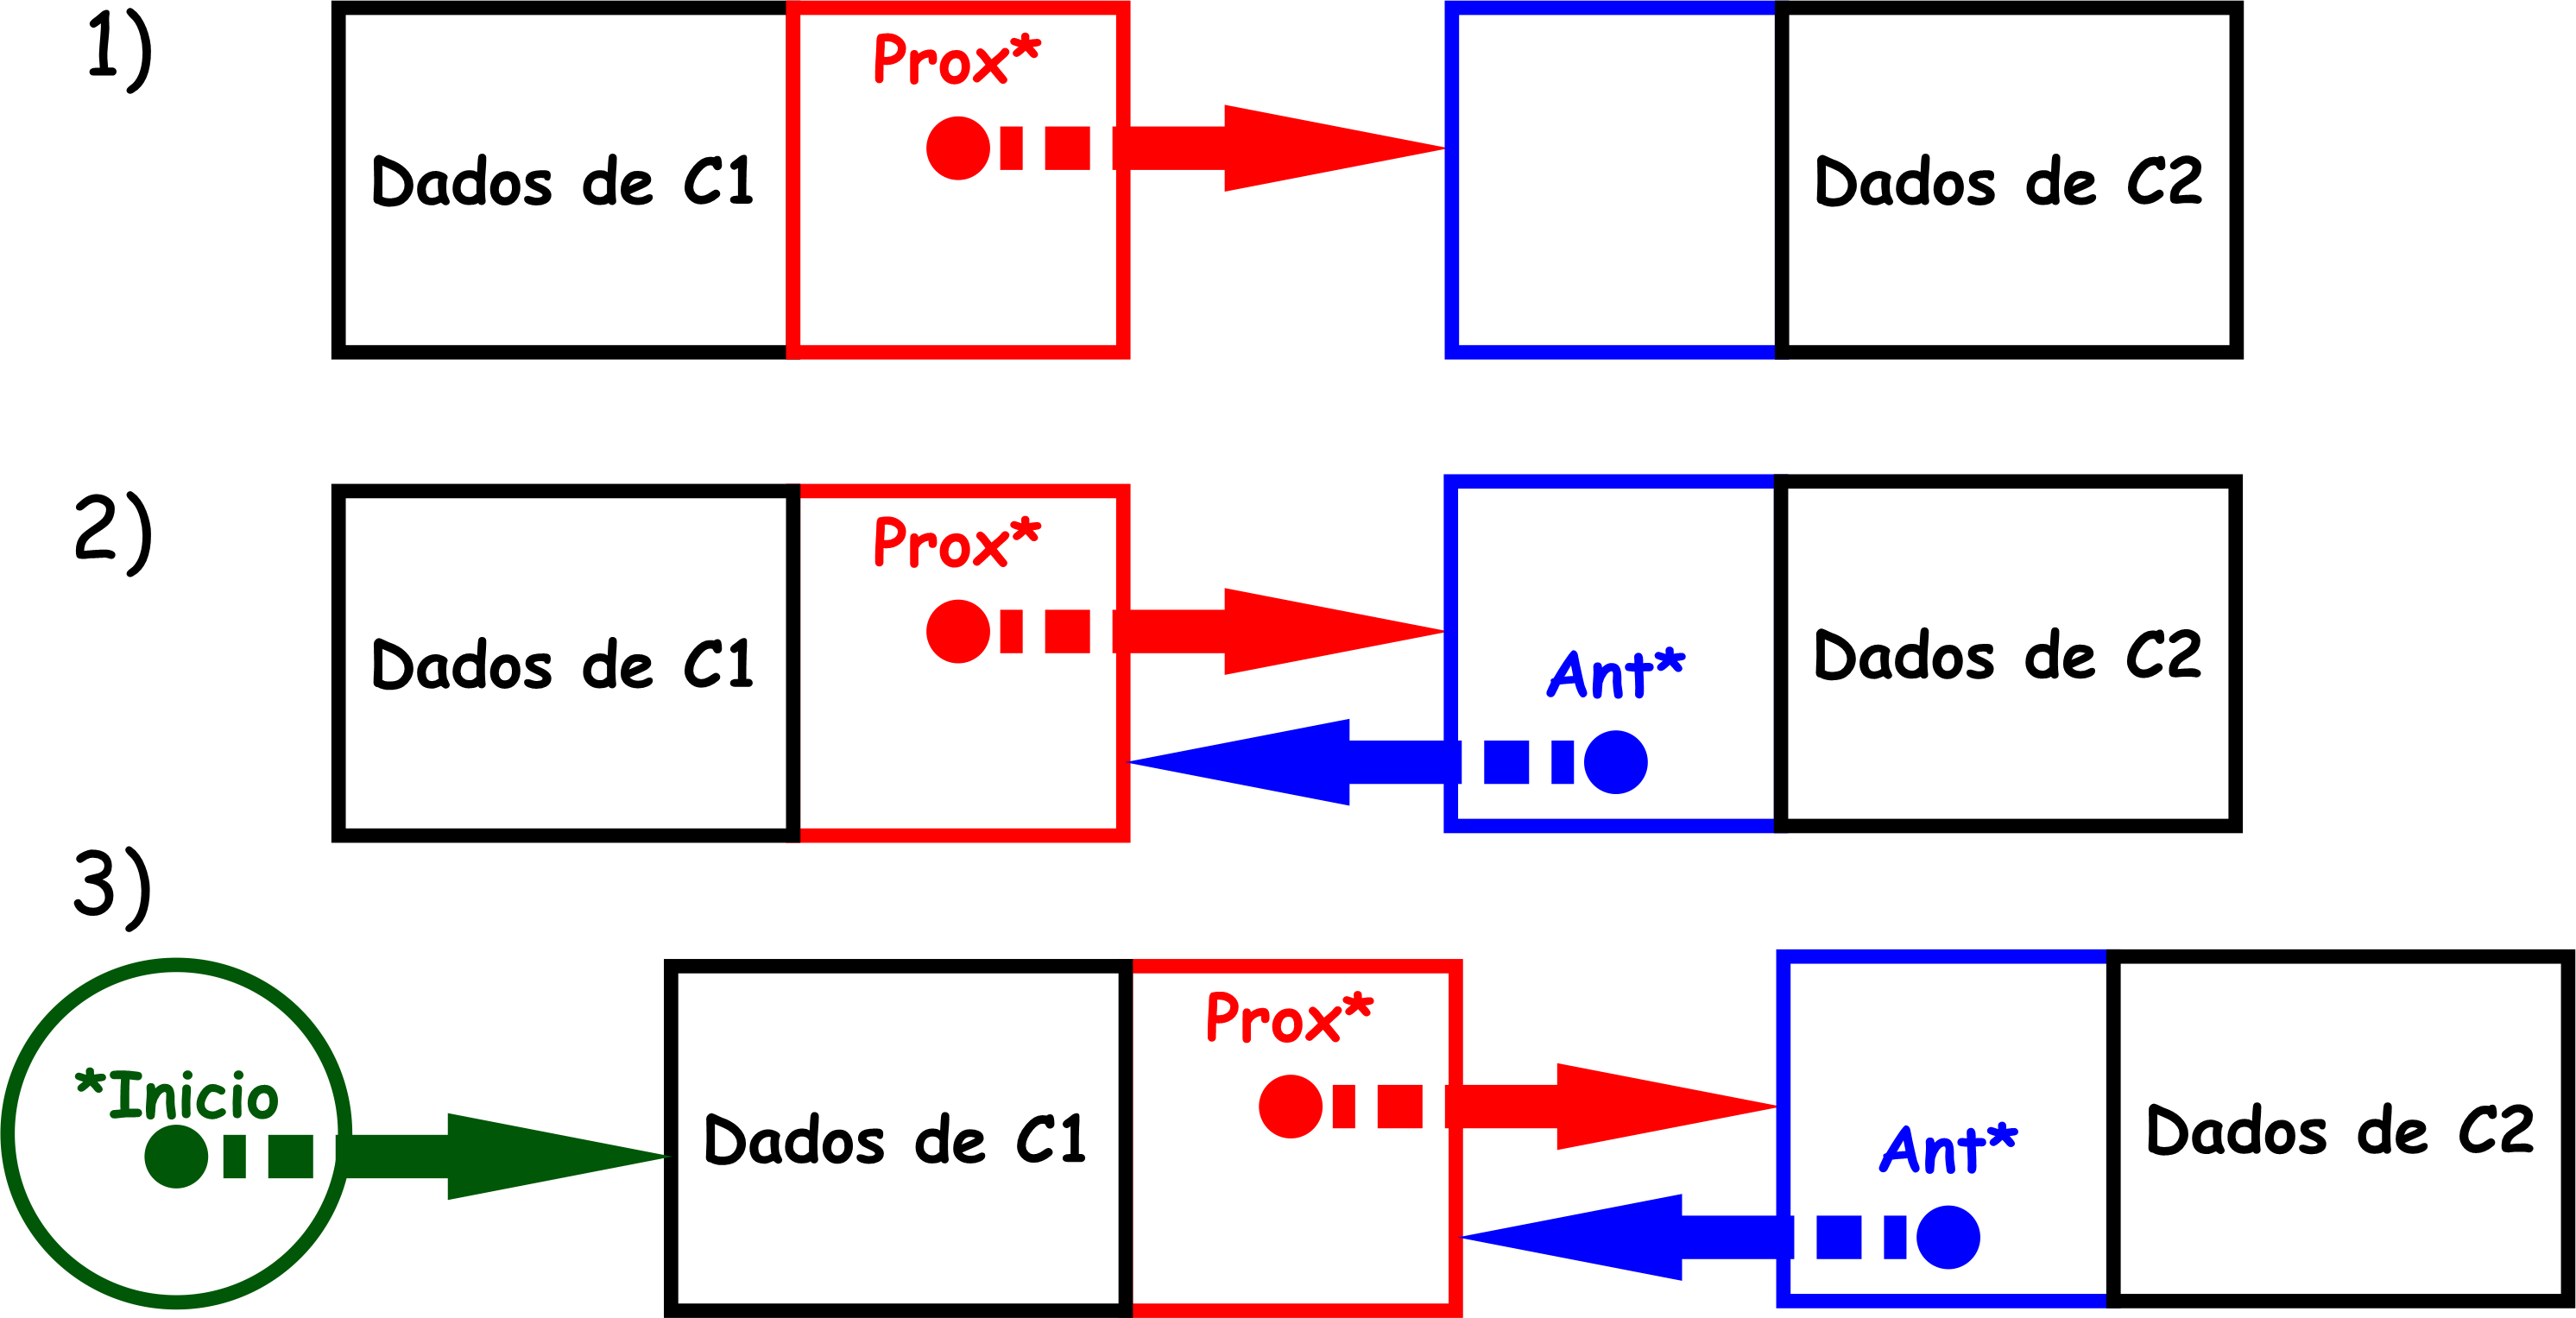 1)
Prox*
Dados de C1
Dados de C2
2)
Prox*
Dados de C1
Ant*
Dados de C2
3)
*Inicio
Dados de C1
Prox*
Ant*
Dados de C2